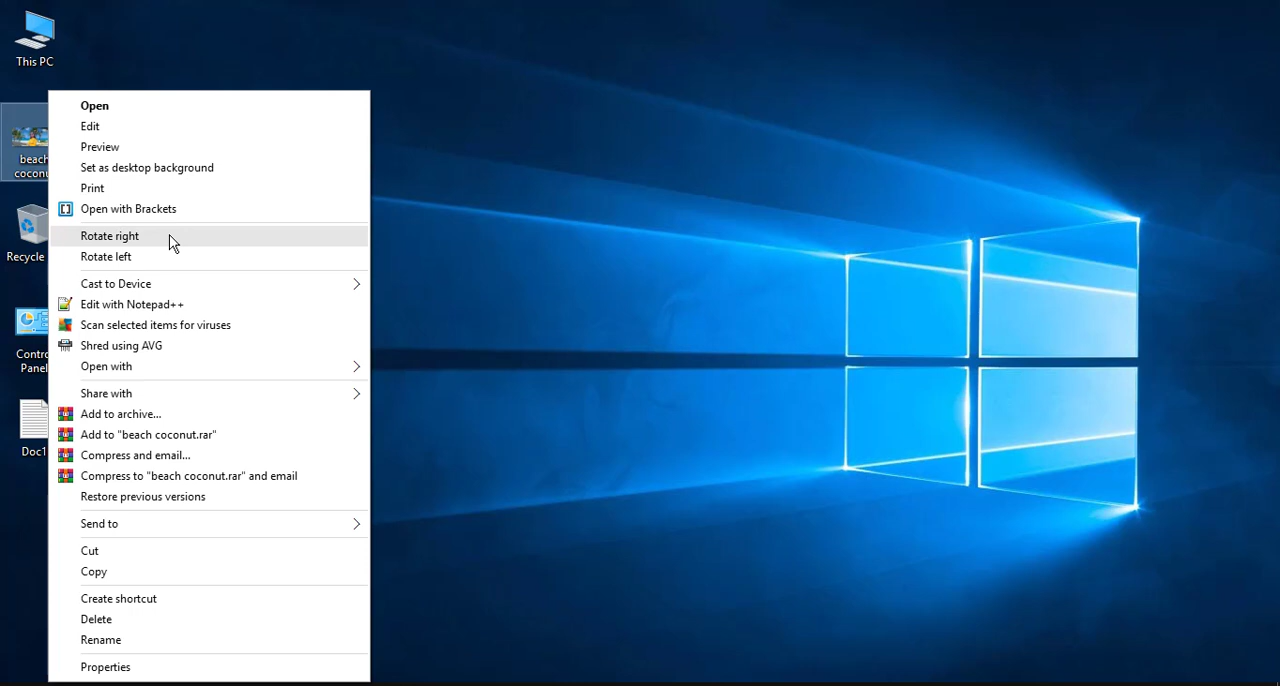 This PC
beach
Recycle
Panel
Doc1
Open
Edit
Preview
Set as desktop background
Print
Open with Brackets
Rotate right
Rotate left
Cast to Device
Edit with Notepad++
Scan selected items for viruses
Shred using AVG
Open with
Share with
Add to archive...
Add to "beach coconut.rar"
Compress and email...
Compress to "beach coconut.rar" and email
Restore previous versions
Send to
Cut
Copy
Create shortcut
Delete
Rename
Properties